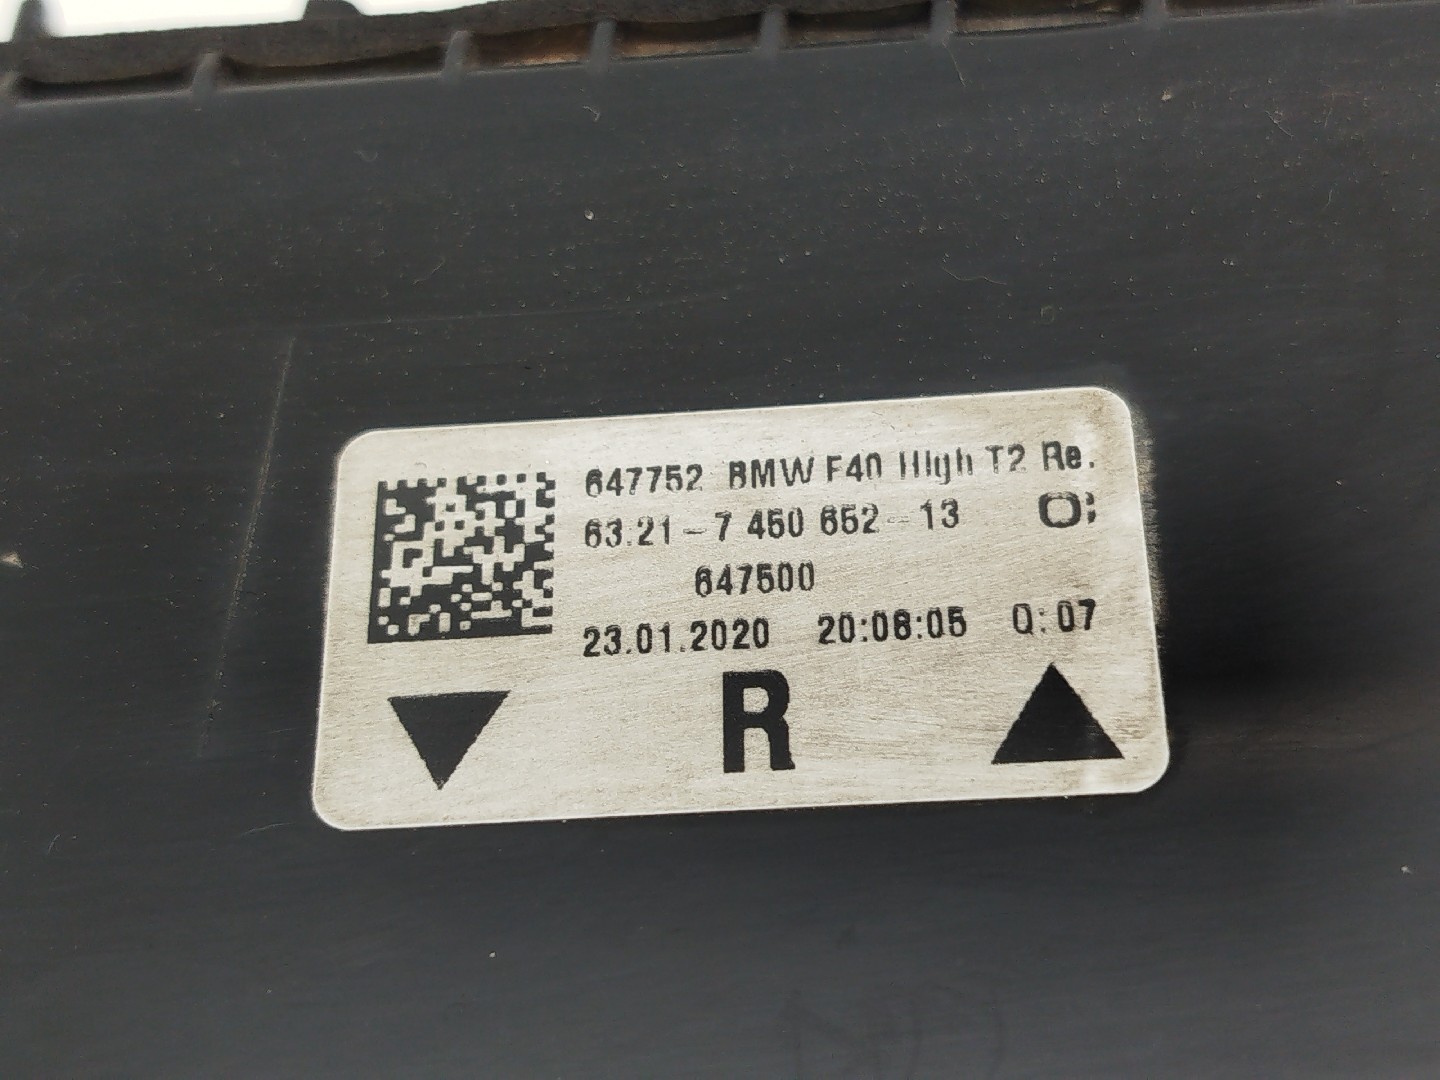 647752 BMW F40 High T2 Re.
63.21-7 450 652-13 O:
647500
23.01.2020 20:08:05 Q:07
R